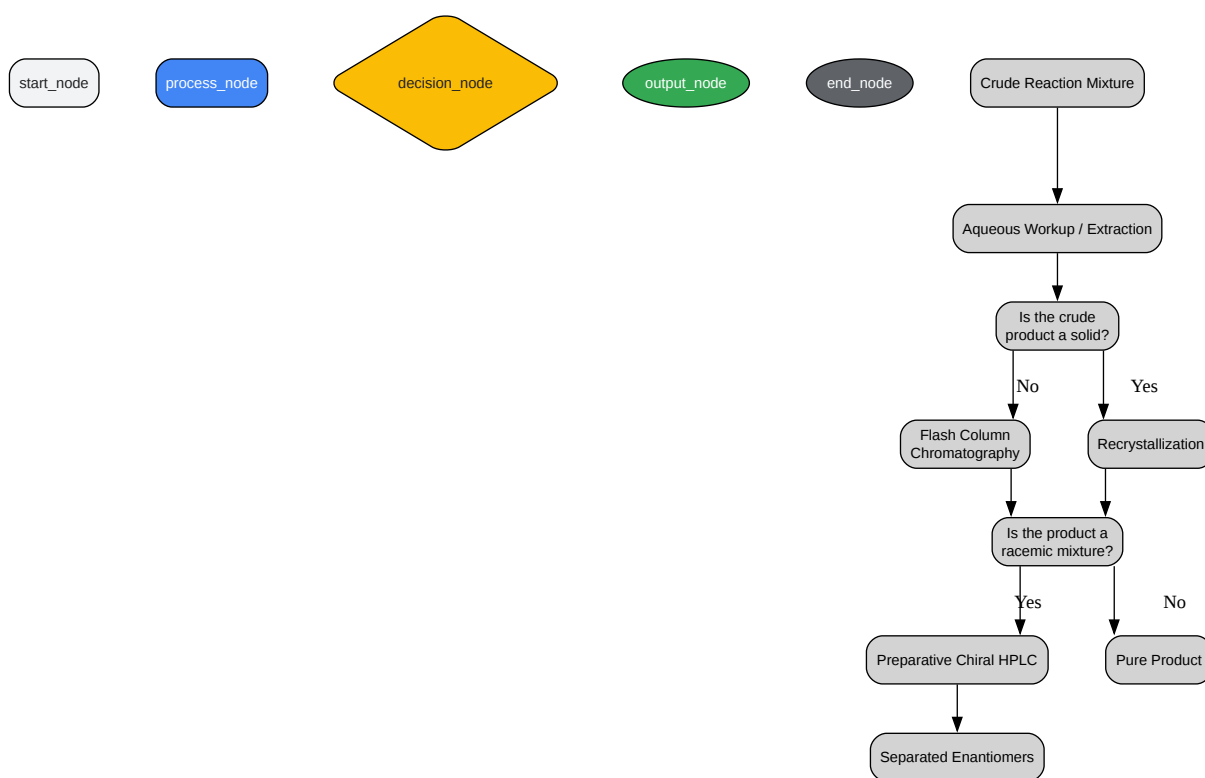 start_node
process_node
decision_node
output_node
end_node
Crude Reaction Mixture
Aqueous Workup / Extraction
Is the crude
product a solid?
No
Yes
Flash Column
Chromatography
Recrystallization
Is the product a
racemic mixture?
Yes
No
Preparative Chiral HPLC
Pure Product
Separated Enantiomers